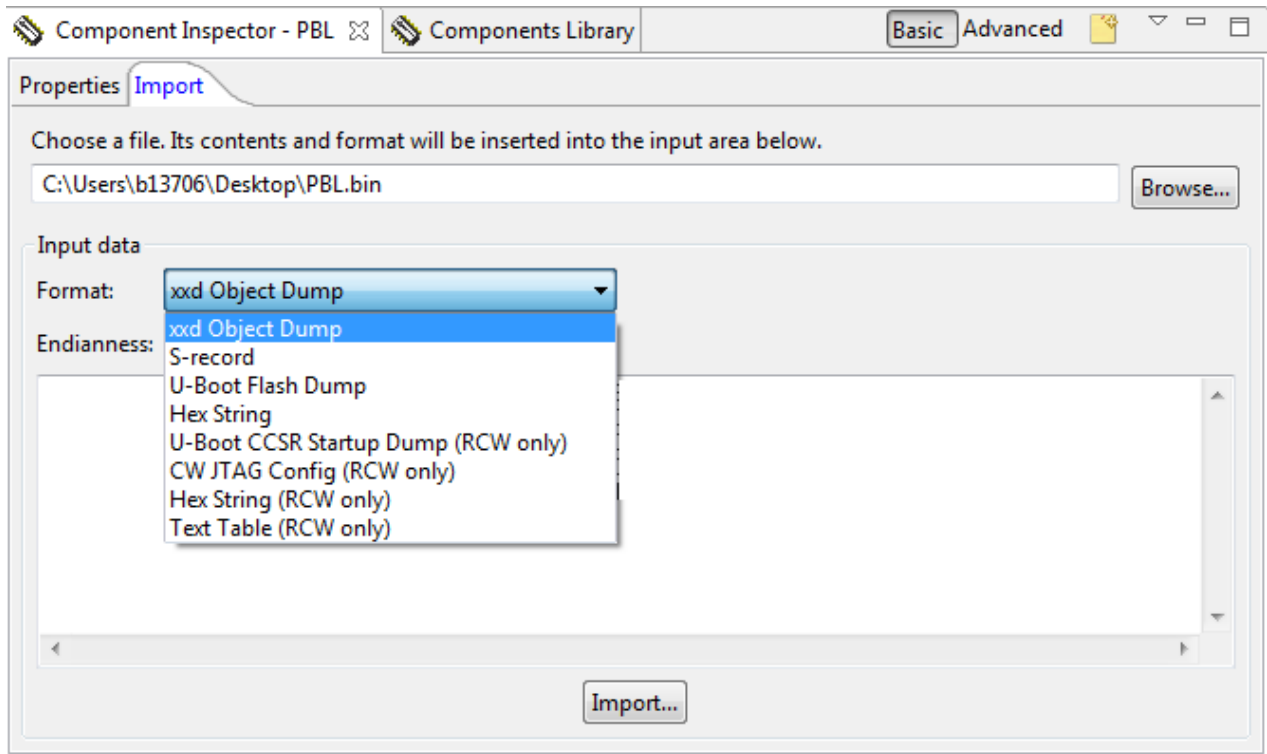 Component Inspector - PBL Components Library Basic Advanced
Properties Import
Choose a file. Its contents and format will be inserted into the input area below.
C:\Users\b13706\Desktop\PBL.bin Browse...
Input data
Format: xxd Object Dump
xxd Object Dump
Endianness:
S-record
U-Boot Flash Dump
Hex String
U-Boot CCSR Startup Dump (RCW only)
CW JTAG Config (RCW only)
Hex String (RCW only)
Text Table (RCW only)
Import...